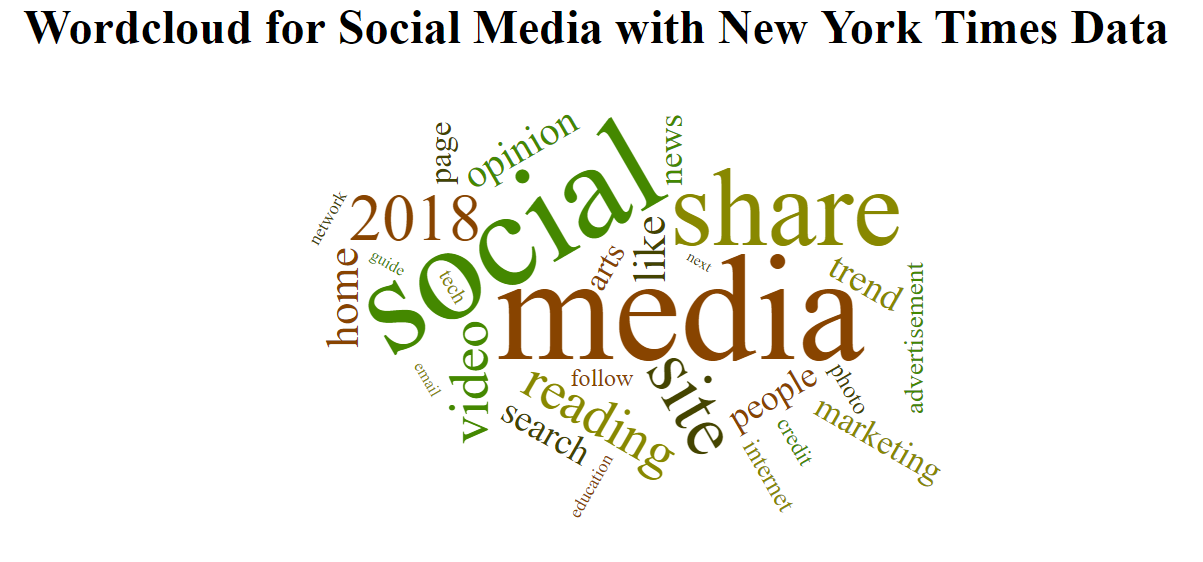 Wordcloud for Social Media with New York Times Data
opinion
news
page
social
share
network
2018
like
arts
next
guide
tech
home
media
trend
advertisement
video
email
follow
site
people
photo
reading
search
marketing
credit
internet
education